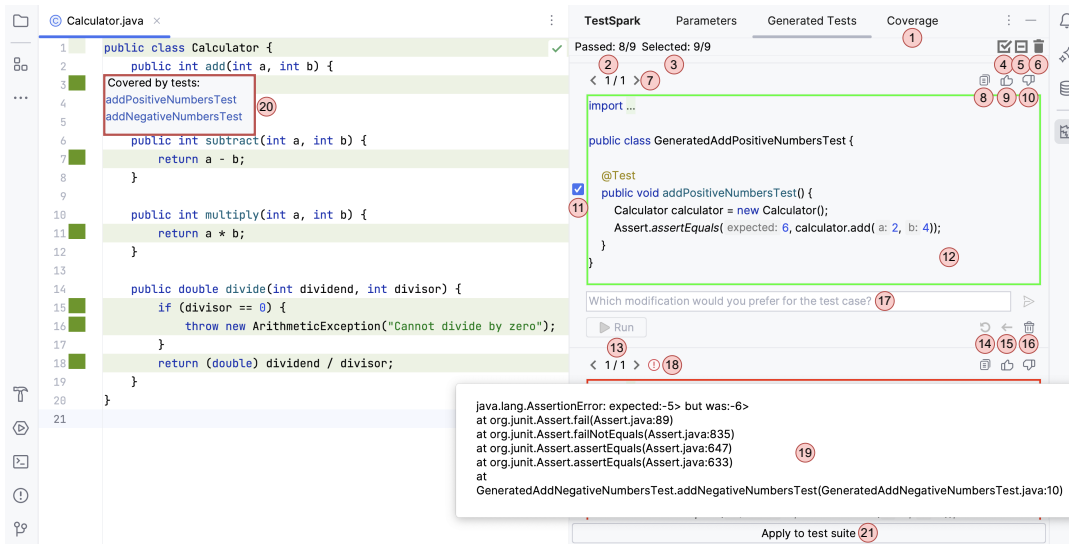 Calculator.java
TestSpark Parameters Generated Tests Coverage
1
Passed: 8/9 Selected: 9/9
2 3 4 5 6
1 public class Calculator {
2 public int add(int a, int b) {
3
4
5
Covered by tests:
addPositiveNumbersTest
addNegativeNumbersTest
20
6 public int subtract(int a, int b) {
7 return a - b;
8 }
9
10 public int multiply(int a, int b) {
11 return a * b;
12 }
13
14 public double divide(int dividend, int divisor) {
15 if (divisor == 0) {
16 throw new ArithmeticException("Cannot divide by zero");
17 }
18 return (double) dividend / divisor;
19 }
20 }
21
< 1/1 > 7
8 9 10
import ...
public class GeneratedAddPositiveNumbersTest {
@Test
public void addPositiveNumbersTest() {
11
Calculator calculator = new Calculator();
Assert.assertEquals( expected: 6, calculator.add( a: 2, b: 4));
}
}
12
Which modification would you prefer for the test case? 17
Run
13 14 15 16
< 1/1 > 18
java.lang.AssertionError: expected:-5> but was:-6>
at org.junit.Assert.fail(Assert.java:89)
at org.junit.Assert.failNotEquals(Assert.java:835)
at org.junit.Assert.assertEquals(Assert.java:647)
at org.junit.Assert.assertEquals(Assert.java:633)
at
GeneratedAddNegativeNumbersTest.addNegativeNumbersTest(GeneratedAddNegativeNumbersTest.java:10)
19
Apply to test suite 21